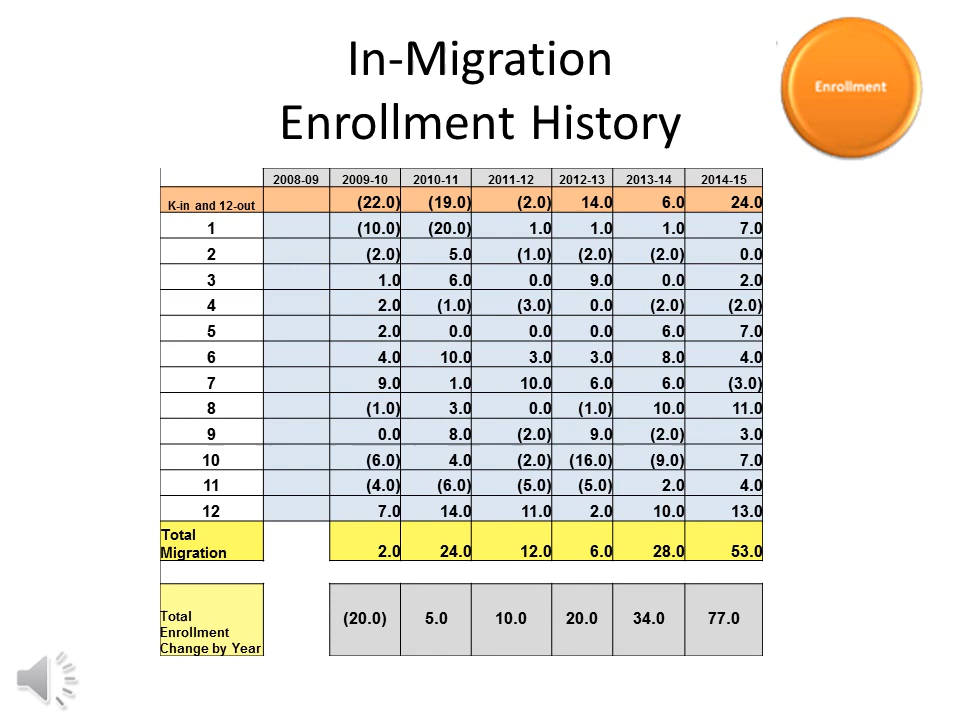 In-Migration
Enrollment History
Enrollment
2008-09 2009-10 2010-11 2011-12 2012-13 2013-14 2014-15
K-in and 12-out (22.0) (19.0) (2.0) 14.0 6.0 24.0
1 (10.0) (20.0) 1.0 1.0 1.0 7.0
2 (2.0) 5.0 (1.0) (2.0) (2.0) 0.0
3 1.0 6.0 0.0 9.0 0.0 2.0
4 2.0 (1.0) (3.0) 0.0 (2.0) (2.0)
5 2.0 0.0 0.0 0.0 6.0 7.0
6 4.0 10.0 3.0 3.0 8.0 4.0
7 9.0 1.0 10.0 6.0 6.0 (3.0)
8 (1.0) 3.0 0.0 (1.0) 10.0 11.0
9 0.0 8.0 (2.0) 9.0 (2.0) 3.0
10 (6.0) 4.0 (2.0) (16.0) (9.0) 7.0
11 (4.0) (6.0) (5.0) (5.0) 2.0 4.0
12 7.0 14.0 11.0 2.0 10.0 13.0
Total
Migration 2.0 24.0 12.0 6.0 28.0 53.0
Total
Enrollment
Change by Year (20.0) 5.0 10.0 20.0 34.0 77.0